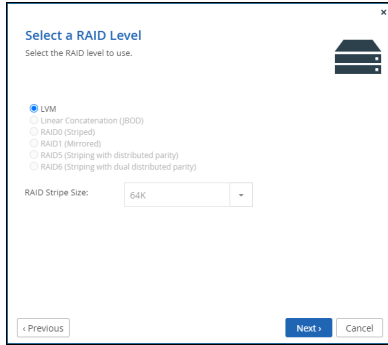 ×
Select a RAID Level
Select the RAID level to use.
LVM
Linear Concatenation (JBOD)
RAID0 (Striped)
RAID1 (Mirrored)
RAID5 (Striping with distributed parity)
RAID6 (Striping with dual distributed parity)
RAID Stripe Size: 64K
‹ Previous Next › Cancel